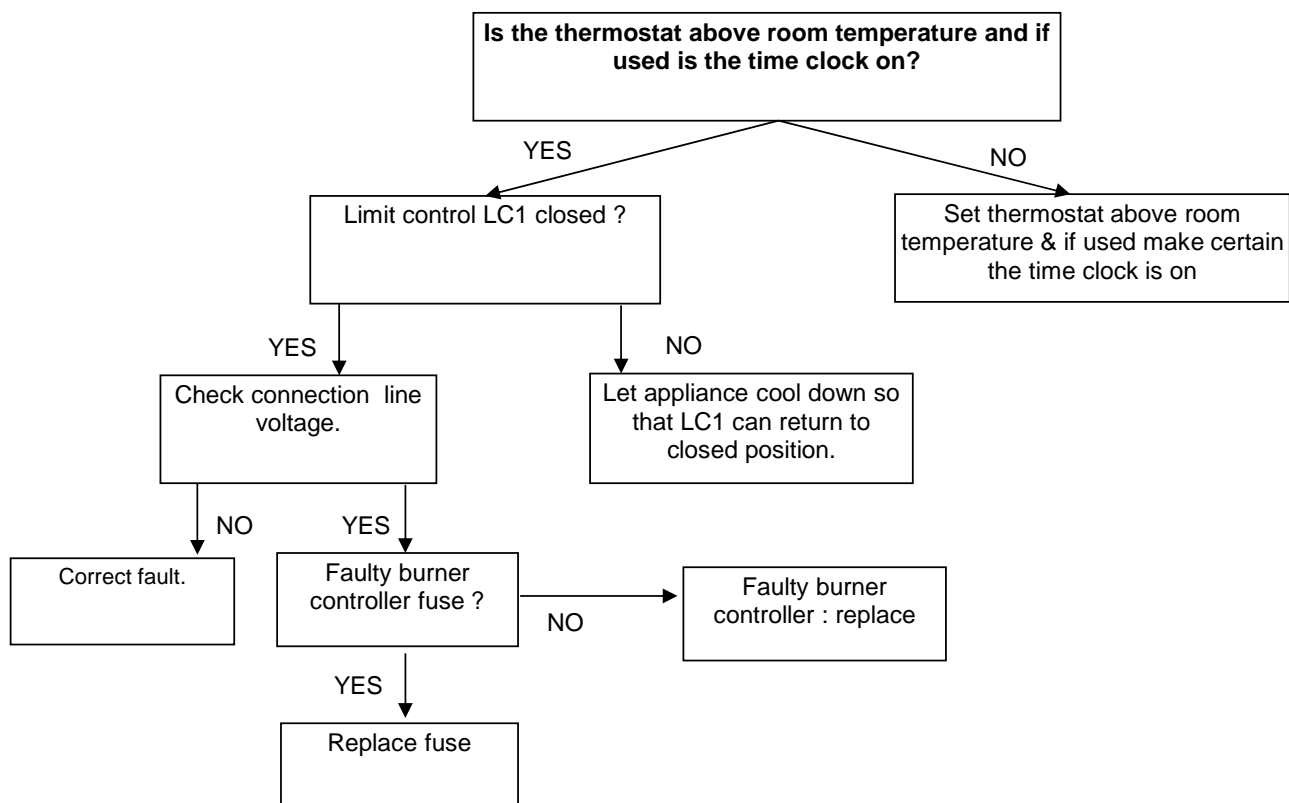 Is the thermostat above room temperature and if
used is the time clock on?
YES
NO
Limit control LC1 closed ?
Set thermostat above room
temperature & if used make certain
the time clock is on
YES
NO
Check connection line
voltage.
Let appliance cool down so
that LC1 can return to
closed position.
NO
YES
Correct fault.
Faulty burner
controller fuse ?
NO
Faulty burner
controller : replace
YES
Replace fuse